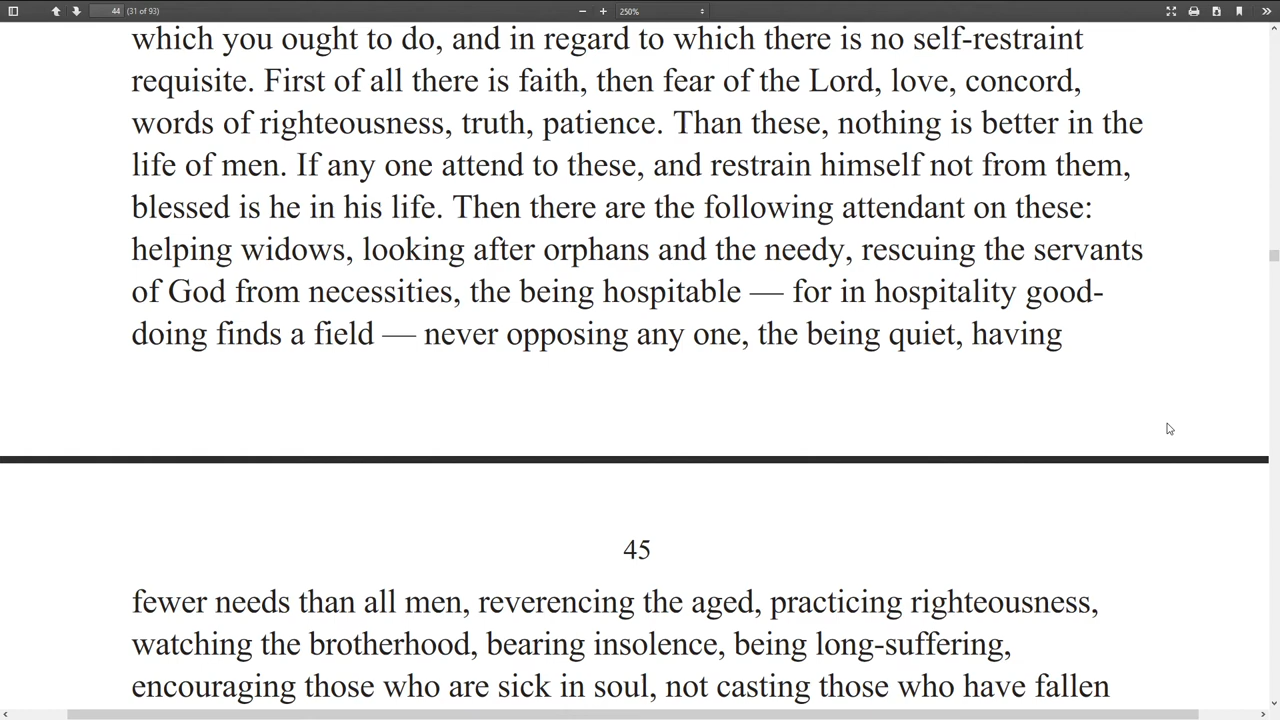 44 (31 of 93) 250%
which you ought to do, and in regard to which there is no self-restraint
requisite. First of all there is faith, then fear of the Lord, love, concord,
words of righteousness, truth, patience. Than these, nothing is better in the
life of men. If any one attend to these, and restrain himself not from them,
blessed is he in his life. Then there are the following attendant on these:
helping widows, looking after orphans and the needy, rescuing the servants
of God from necessities, the being hospitable — for in hospitality good-
doing finds a field — never opposing any one, the being quiet, having
45
fewer needs than all men, reverencing the aged, practicing righteousness,
watching the brotherhood, bearing insolence, being long-suffering,
encouraging those who are sick in soul, not casting those who have fallen